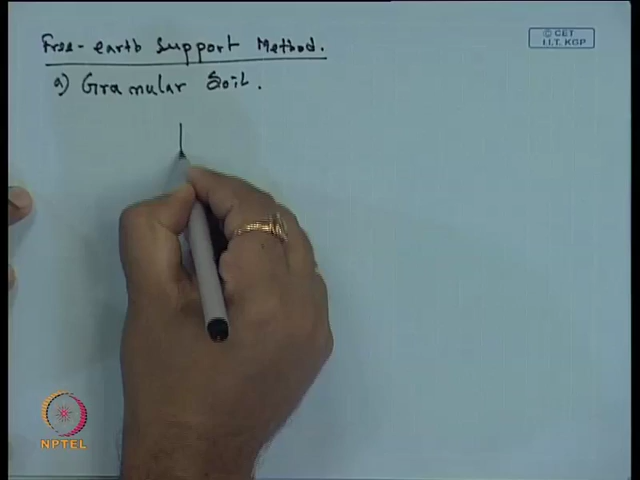 Free-earth Support Method.
a) Granular Soil.
© CET
I.I.T. KGP
NPTEL